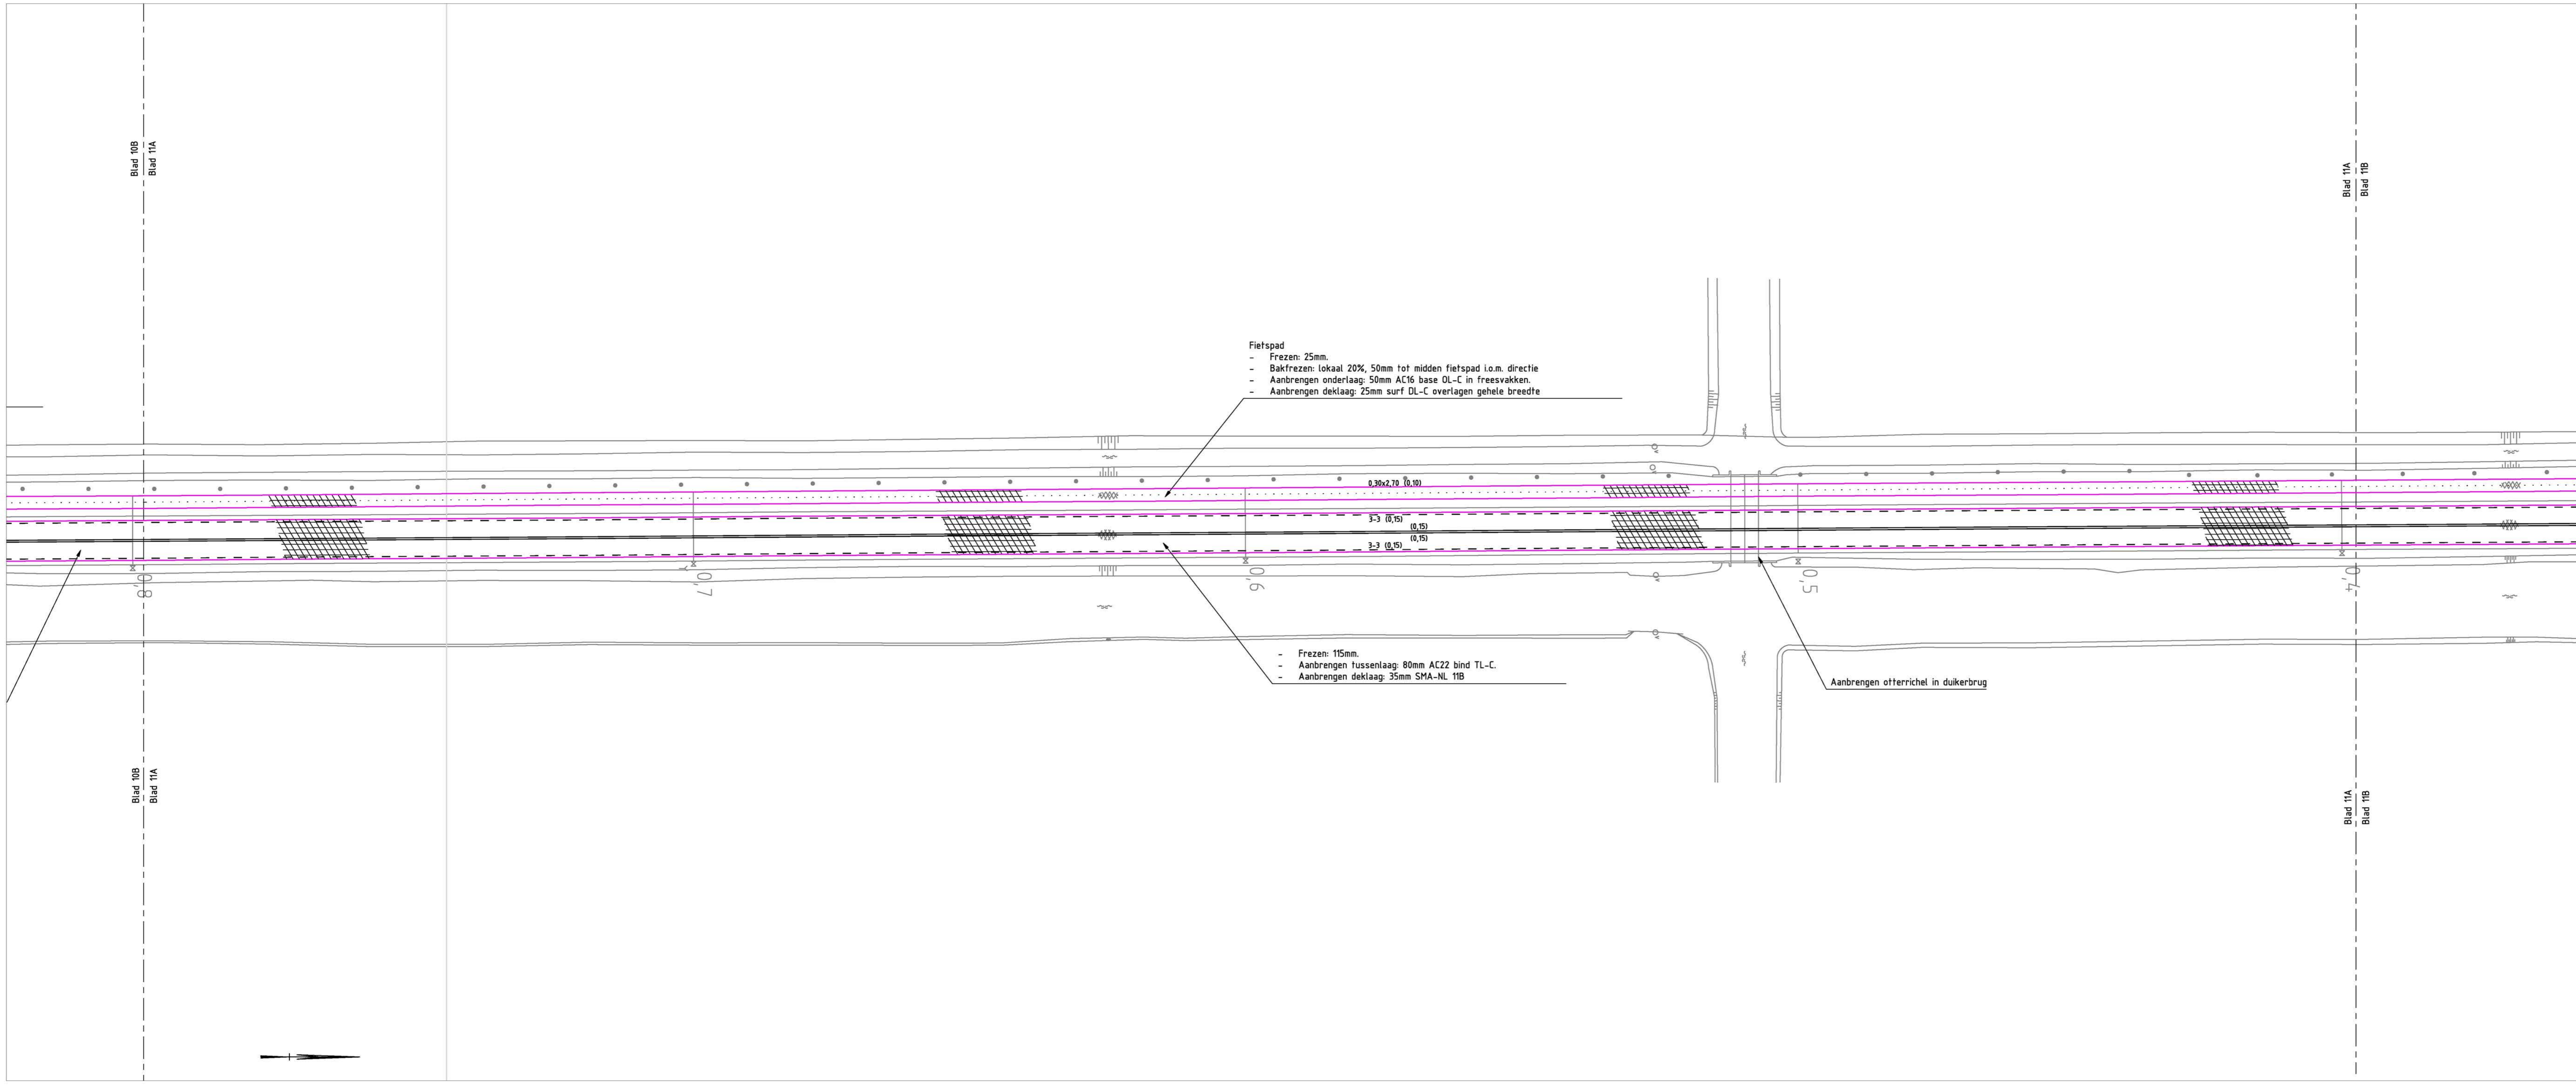 Blad 10B
Blad 11A
Blad 11A
Blad 11B
Fietspad
- Frezen: 25mm.
- Bakfrezen: lokaal 20%, 50mm tot midden fietspad i.o.m. directie
- Aanbrengen onderlaag: 50mm AC16 base OL-C in freesvakken.
- Aanbrengen deklaag: 25mm surf DL-C overlagen gehele breedte
0,30x2,70 (0,10)
3-3 (0,15)
(0,15)
(0,15)
3-3 (0,15)
0,8
0,7
0,6
0,5
0,4
- Frezen: 115mm.
- Aanbrengen tussenlaag: 80mm AC22 bind TL-C.
- Aanbrengen deklaag: 35mm SMA-NL 11B
Aanbrengen otterrichel in duikerbrug
Blad 10B
Blad 11A
Blad 11A
Blad 11B